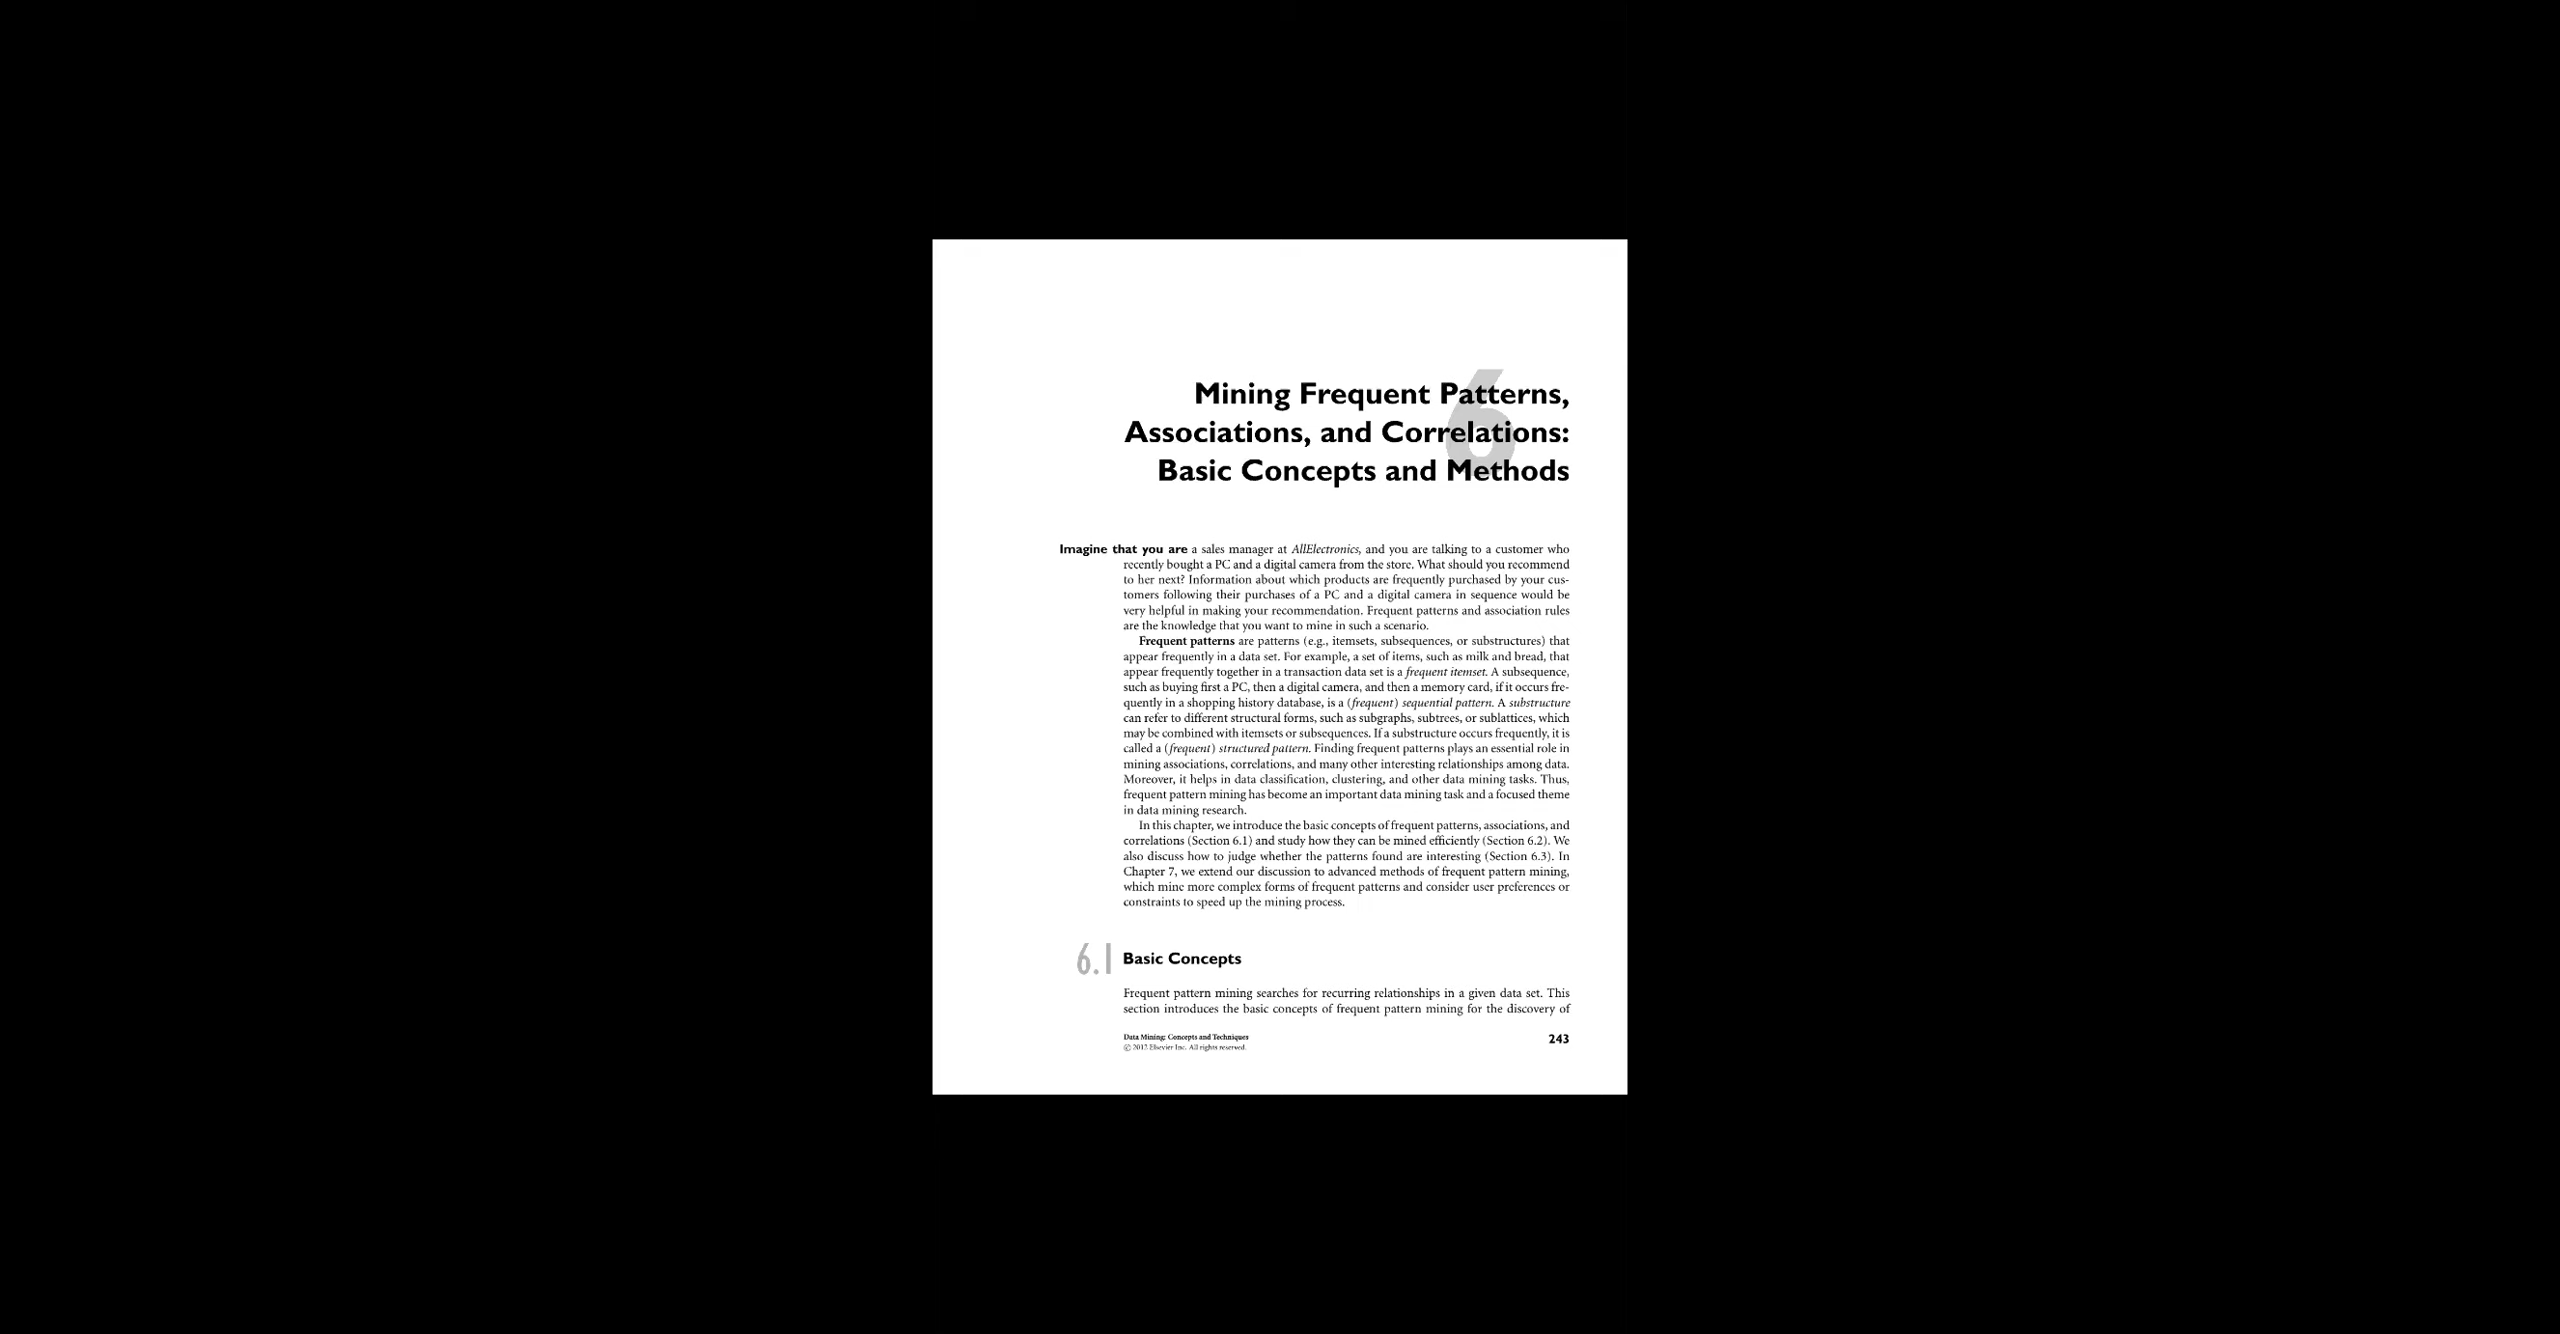 6
Mining Frequent Patterns,
Associations, and Correlations:
Basic Concepts and Methods
Imagine that you are a sales manager at AllElectronics, and you are talking to a customer who
recently bought a PC and a digital camera from the store. What should you recommend
to her next? Information about which products are frequently purchased by your cus-
tomers following their purchases of a PC and a digital camera in sequence would be
very helpful in making your recommendation. Frequent patterns and association rules
are the knowledge that you want to mine in such a scenario.
Frequent patterns are patterns (e.g., itemsets, subsequences, or substructures) that
appear frequently in a data set. For example, a set of items, such as milk and bread, that
appear frequently together in a transaction data set is a frequent itemset. A subsequence,
such as buying first a PC, then a digital camera, and then a memory card, if it occurs fre-
quently in a shopping history database, is a (frequent) sequential pattern. A substructure
can refer to different structural forms, such as subgraphs, subtrees, or sublattices, which
may be combined with itemsets or subsequences. If a substructure occurs frequently, it is
called a (frequent) structured pattern. Finding frequent patterns plays an essential role in
mining associations, correlations, and many other interesting relationships among data.
Moreover, it helps in data classification, clustering, and other data mining tasks. Thus,
frequent pattern mining has become an important data mining task and a focused theme
in data mining research.
In this chapter, we introduce the basic concepts of frequent patterns, associations, and
correlations (Section 6.1) and study how they can be mined efficiently (Section 6.2). We
also discuss how to judge whether the patterns found are interesting (Section 6.3). In
Chapter 7, we extend our discussion to advanced methods of frequent pattern mining,
which mine more complex forms of frequent patterns and consider user preferences or
constraints to speed up the mining process.
6.1 Basic Concepts
Frequent pattern mining searches for recurring relationships in a given data set. This
section introduces the basic concepts of frequent pattern mining for the discovery of
Data Mining: Concepts and Techniques
© 2012 Elsevier Inc. All rights reserved.
243